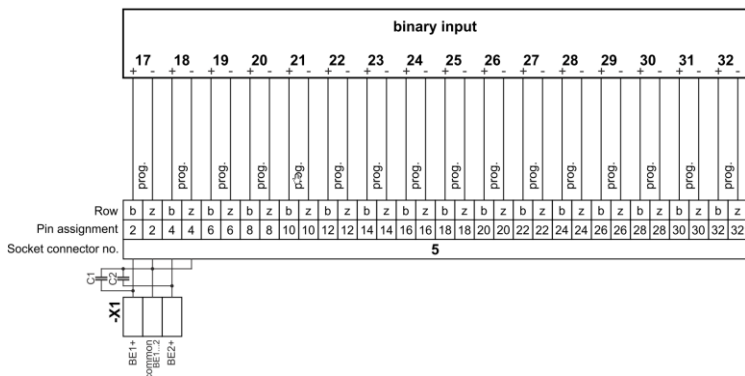 binary input
17 18 19 20 21 22 23 24 25 26 27 28 29 30 31 32
+ - + - + - + - + - + - + - + - + - + - + - + - + - + - + - + -
prog. prog. prog. prog. prog. prog. prog. prog. prog. prog. prog. prog. prog. prog. prog.
Row b z b z b z b z b z b z b z b z b z b z b z b z b z b z b z b z
Pin assignment 2 2 4 4 6 6 8 8 10 10 12 12 14 14 16 16 18 18 20 20 22 22 24 24 26 26 28 28 30 30 32 32
Socket connector no. 5
C1 C2
-X1
BE1+
common
BE1...2
BE2+